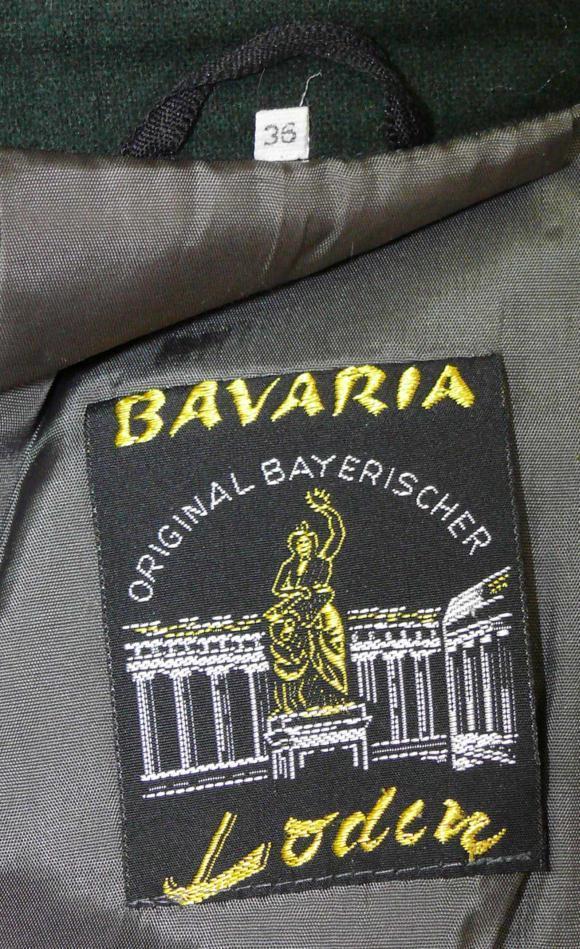 36
BAVARIA
ORIGINAL BAYERISCHER
Loden